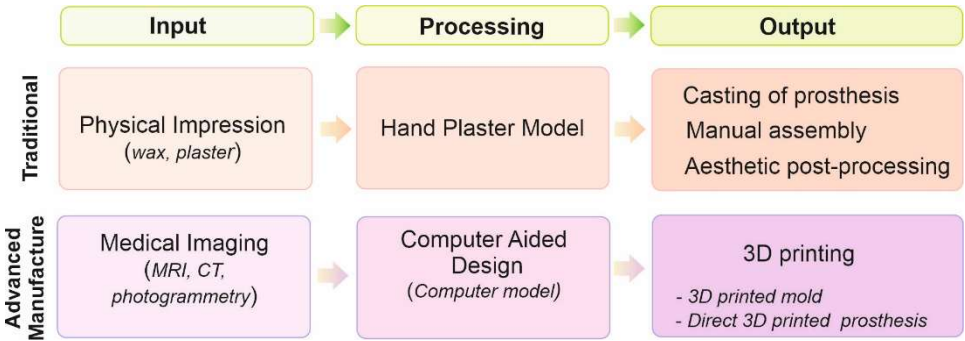 Input
Processing
Output
Traditional
Physical Impression
(wax, plaster)
Hand Plaster Model
Casting of prosthesis
Manual assembly
Aesthetic post-processing
Advanced
Manufacture
Medical Imaging
(MRI, CT,
photogrammetry)
Computer Aided
Design
(Computer model)
3D printing
- 3D printed mold
- Direct 3D printed prosthesis